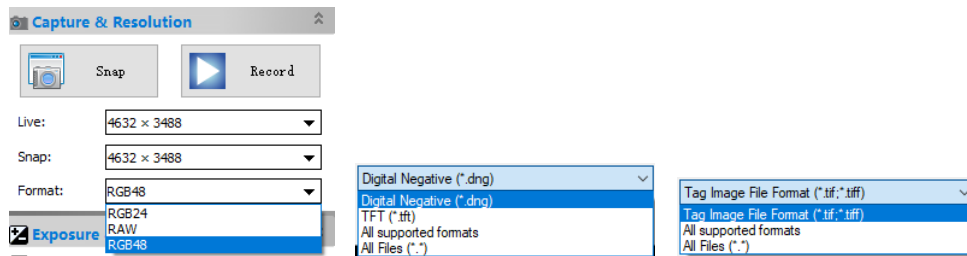 Capture & Resolution
Snap
Record
Live:
4632 × 3488
Snap:
4632 × 3488
Format:
RGB48
RGB24
RAW
RGB48
Exposure
Digital Negative (*.dng)
Digital Negative (*.dng)
TFT (*.tft)
All supported formats
All Files (*.*)
Tag Image File Format (*.tif;*.tiff)
Tag Image File Format (*.tif;*.tiff)
All supported formats
All Files (*.*)